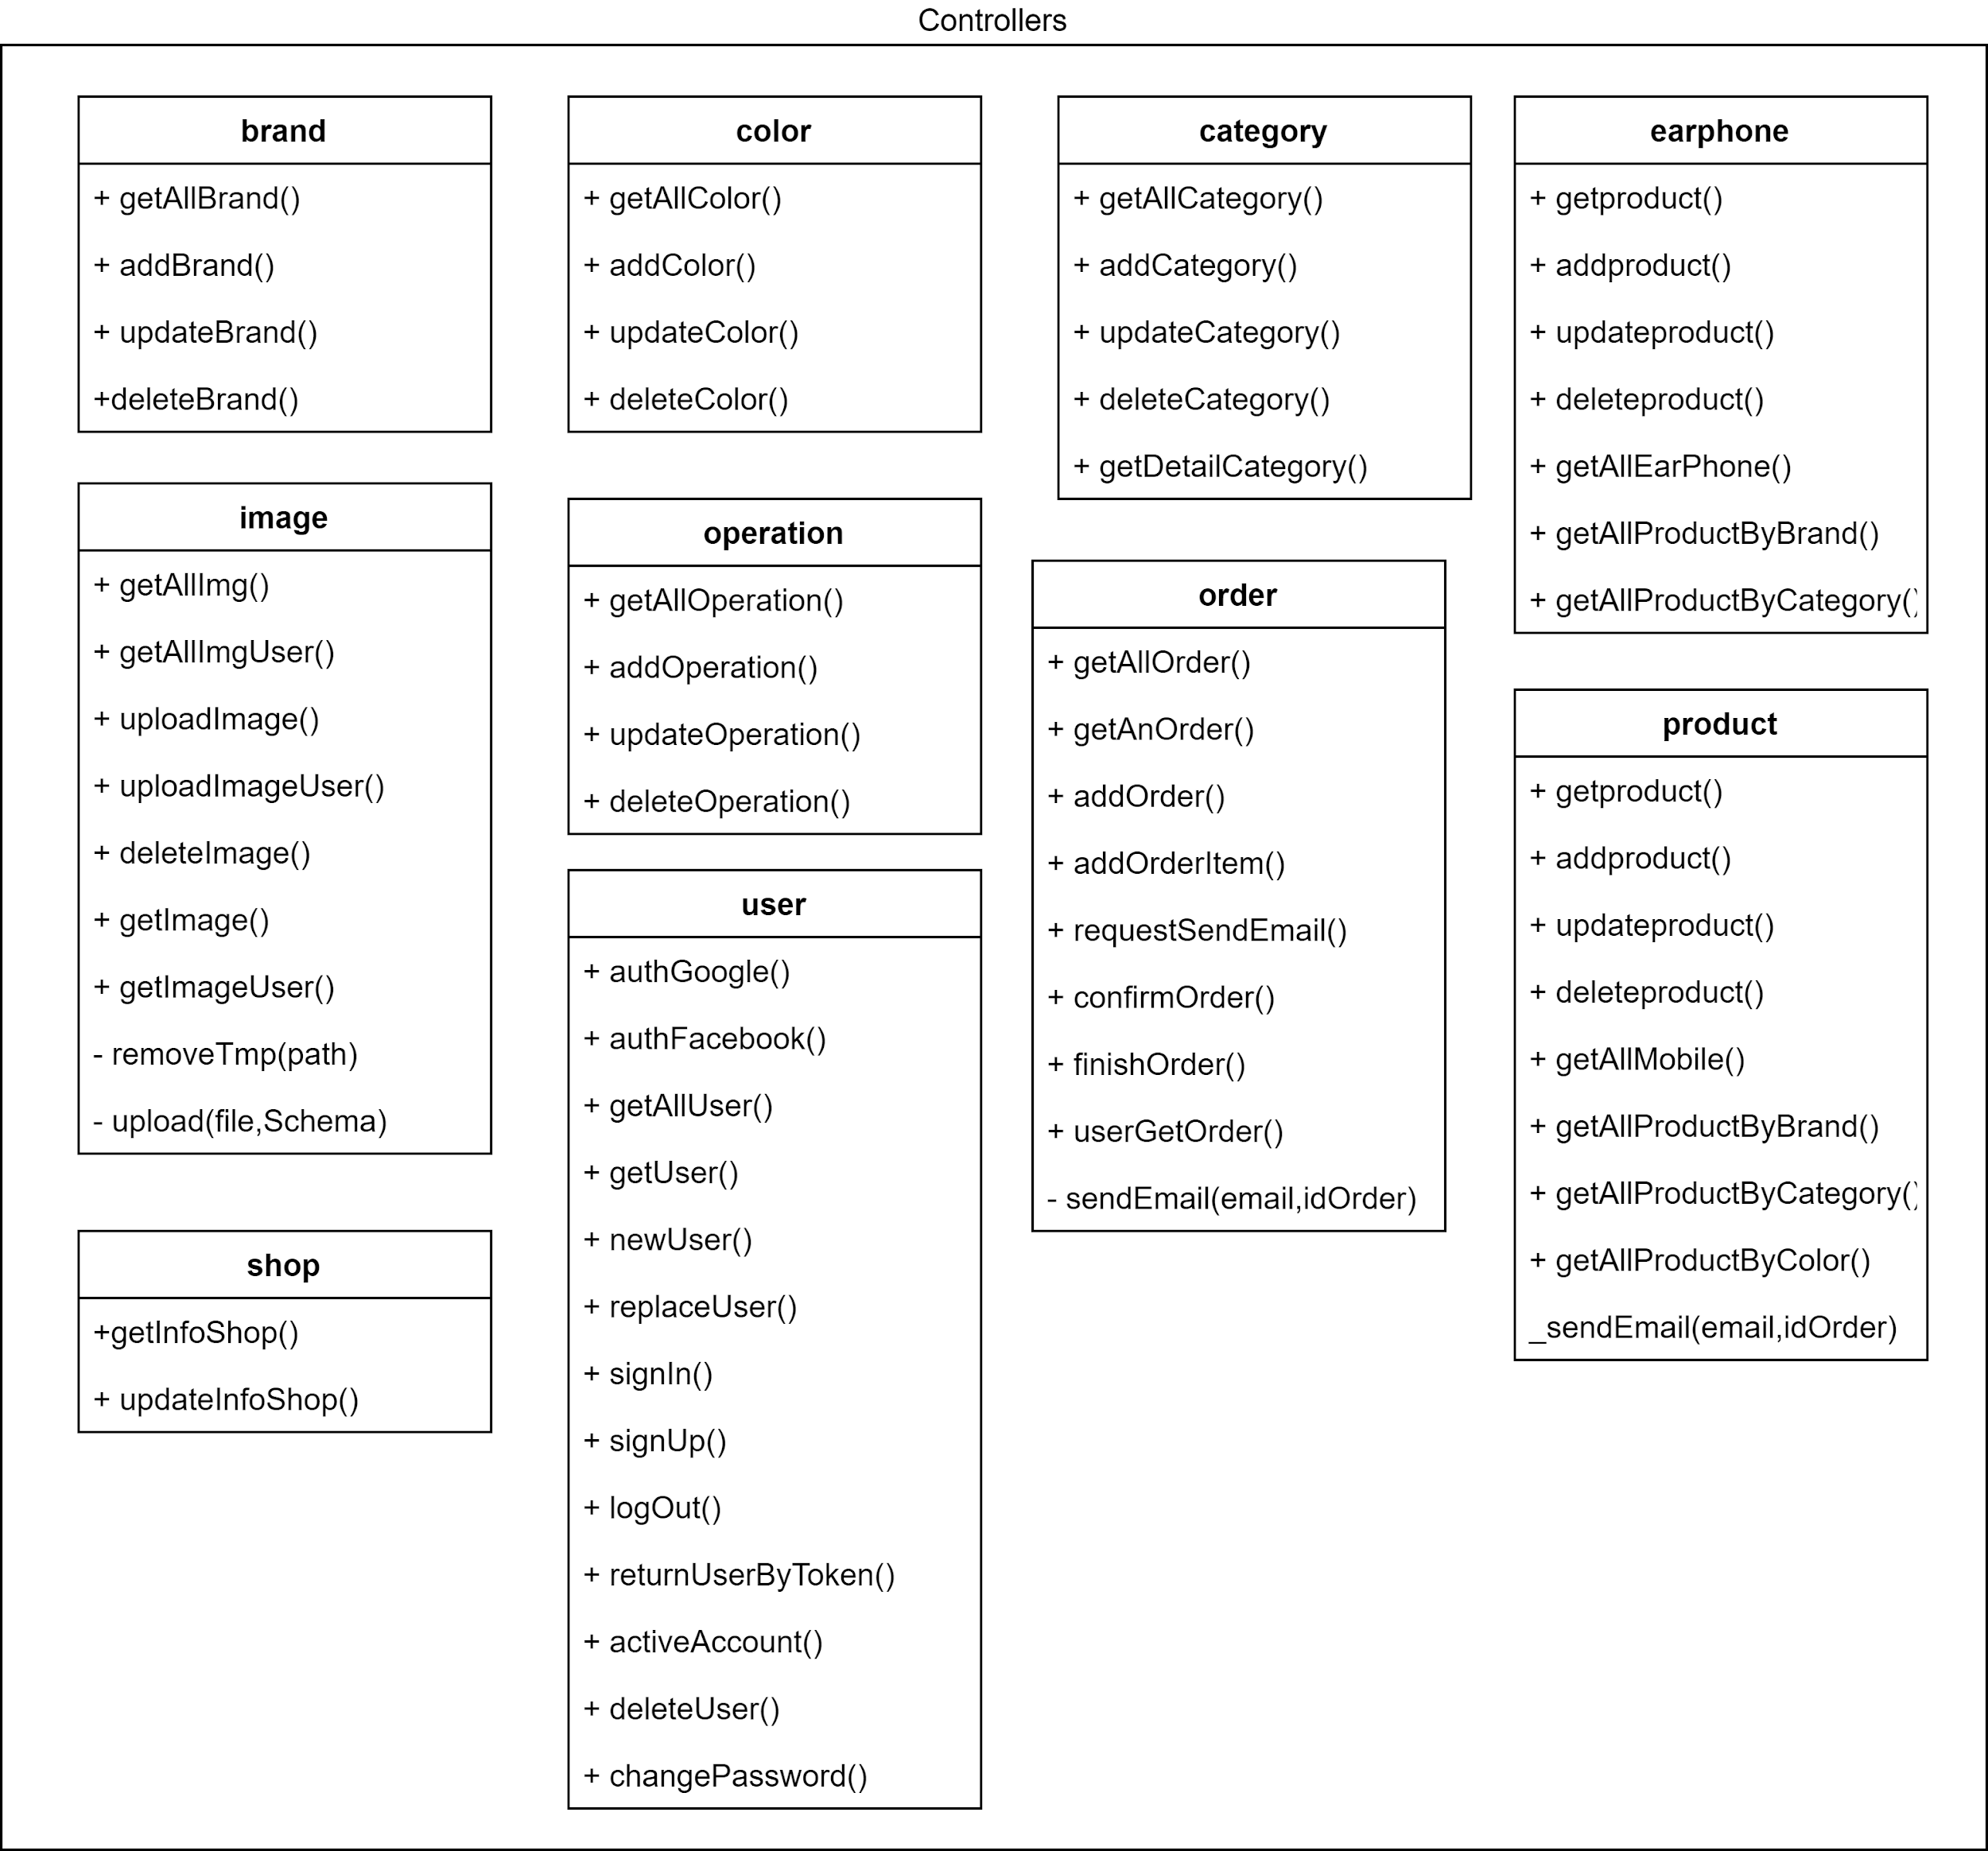 Controllers
brand
+ getAllBrand()
+ addBrand()
+ updateBrand()
+deleteBrand()
color
+ getAllColor()
+ addColor()
+ updateColor()
+ deleteColor()
category
+ getAllCategory()
+ addCategory()
+ updateCategory()
+ deleteCategory()
+ getDetailCategory()
earphone
+ getproduct()
+ addproduct()
+ updateproduct()
+ deleteproduct()
+ getAllEarPhone()
+ getAllProductByBrand()
+ getAllProductByCategory()
image
+ getAllImg()
+ getAllImgUser()
+ uploadImage()
+ uploadImageUser()
+ deleteImage()
+ getImage()
+ getImageUser()
- removeTmp(path)
- upload(file,Schema)
operation
+ getAllOperation()
+ addOperation()
+ updateOperation()
+ deleteOperation()
order
+ getAllOrder()
+ getAnOrder()
+ addOrder()
+ addOrderItem()
+ requestSendEmail()
+ confirmOrder()
+ finishOrder()
+ userGetOrder()
- sendEmail(email,idOrder)
product
+ getproduct()
+ addproduct()
+ updateproduct()
+ deleteproduct()
+ getAllMobile()
+ getAllProductByBrand()
+ getAllProductByCategory()
+ getAllProductByColor()
_sendEmail(email,idOrder)
user
+ authGoogle()
+ authFacebook()
+ getAllUser()
+ getUser()
+ newUser()
+ replaceUser()
+ signIn()
+ signUp()
+ logOut()
+ returnUserByToken()
+ activeAccount()
+ deleteUser()
+ changePassword()
shop
+getInfoShop()
+ updateInfoShop()